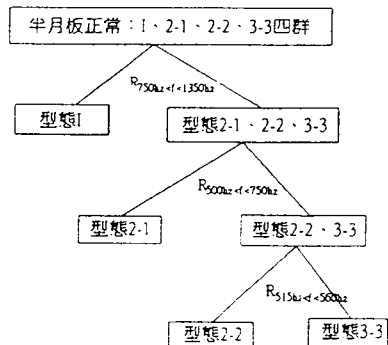 半月板正常：I、2-1、2-2、3-3四群
R750hz<f<1350hz
型態I
型態2-1、2-2、3-3
R500hz<f<750hz
型態2-1
型態2-2、3-3
R515hz<f<560hz
型態2-2
型態3-3